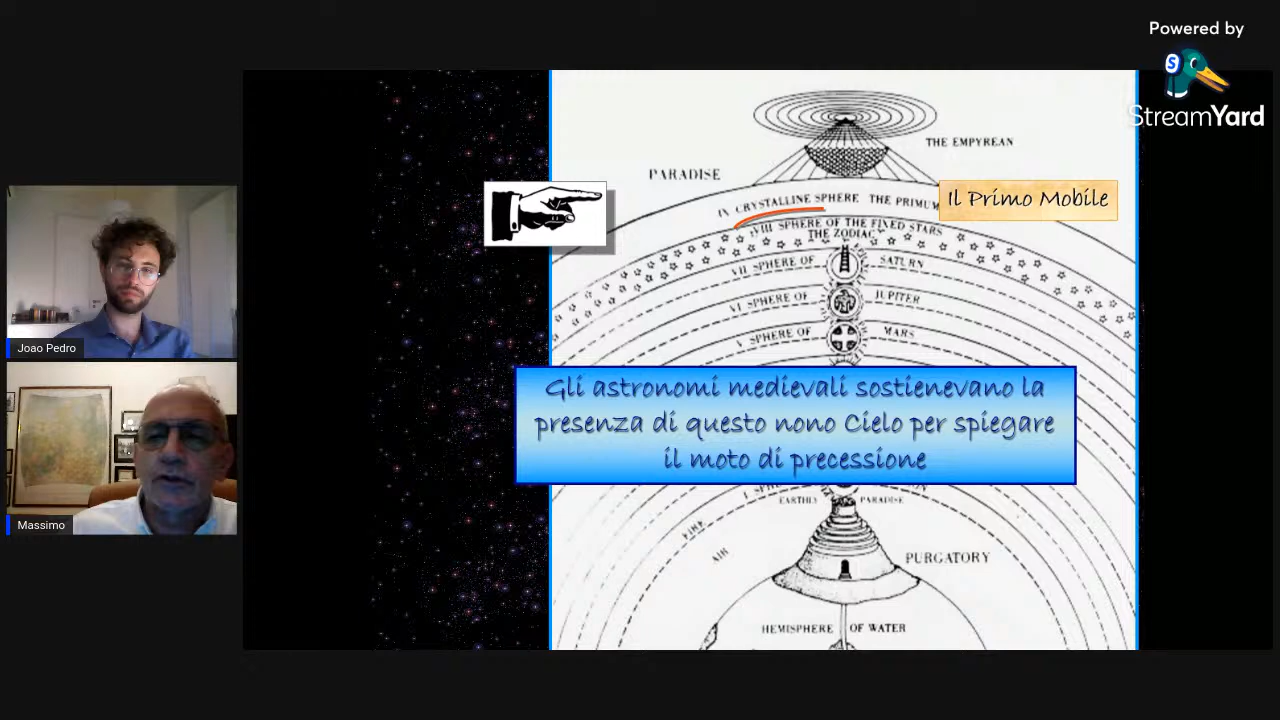 Powered by
StreamYard
THE EMPYREAN
PARADISE
IX CRYSTALLINE SPHERE THE PRIMUM
Il Primo Mobile
VIII SPHERE OF THE FIXED STARS
THE ZODIAC
VII SPHERE OF SATURN
VI SPHERE OF JUPITER
V SPHERE OF MARS
Joao Pedro
Gli astronomi medievali sostienevano la
presenza di questo nono Cielo per spiegare
il moto di precessione
EARTHLY PARADISE
FIRE
AIR
PURGATORY
Massimo
HEMISPHERE OF WATER